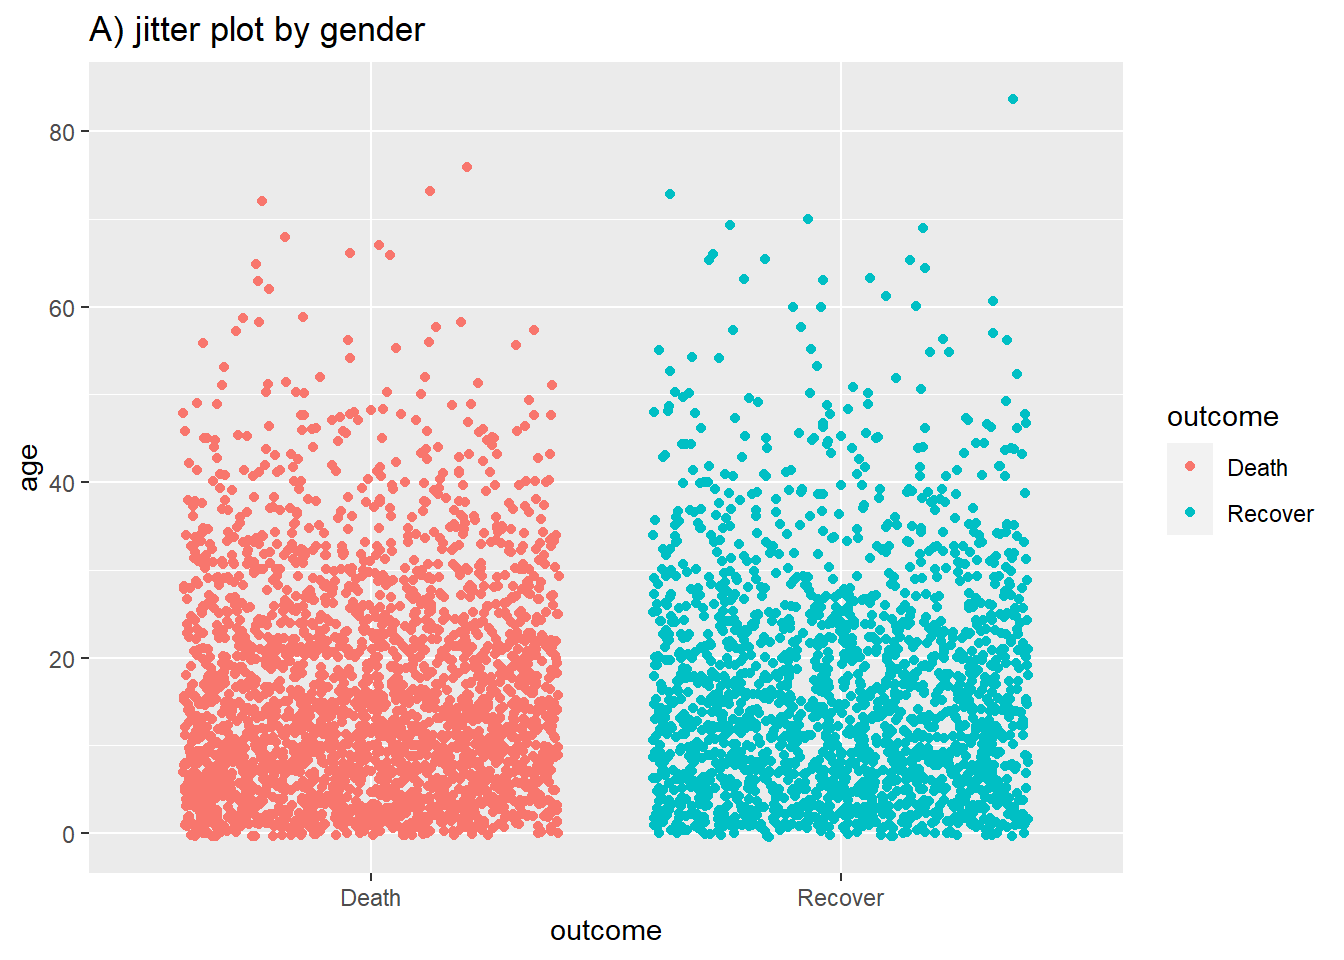 A) jitter plot by gender
80
60
40
20
0
age
Death
Recover
outcome
outcome
Death
Recover